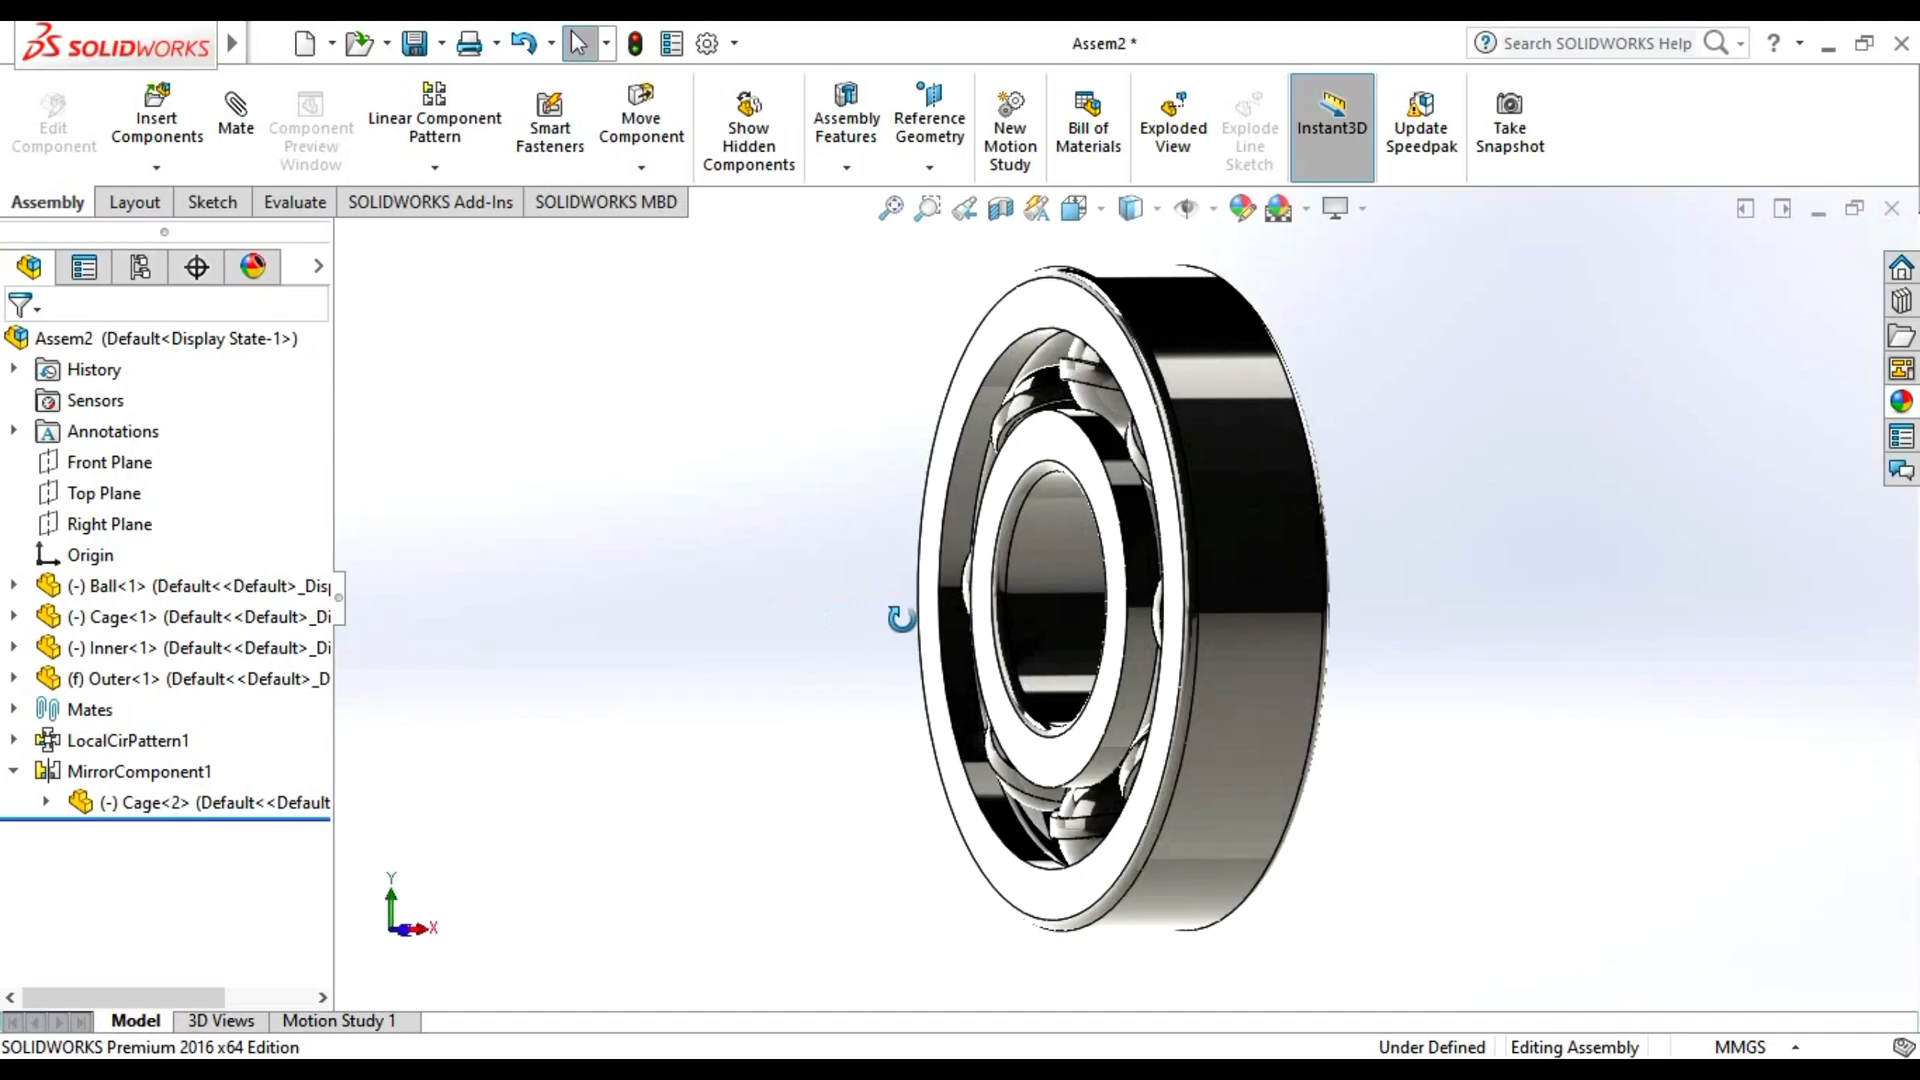 SOLIDWORKS
Assem2 *
Search SOLIDWORKS Help
?
Edit
Component
Insert
Components
Mate
Component
Preview
Window
Linear Component
Pattern
Smart
Fasteners
Move
Component
Show
Hidden
Components
Assembly
Features
Reference
Geometry
New
Motion
Study
Bill of
Materials
Exploded
View
Explode
Line
Sketch
Instant3D
Update
Speedpak
Take
Snapshot
Assembly
Layout
Sketch
Evaluate
SOLIDWORKS Add-Ins
SOLIDWORKS MBD
Assem2 (Default<Display State-1>)
History
Sensors
Annotations
Front Plane
Top Plane
Right Plane
Origin
(-) Ball<1> (Default<<Default>_Disp
(-) Cage<1> (Default<<Default>_Di
(-) Inner<1> (Default<<Default>_Di
(f) Outer<1> (Default<<Default>_D
Mates
LocalCirPattern1
MirrorComponent1
(-) Cage<2> (Default<<Default
Y
X
Model
3D Views
Motion Study 1
SOLIDWORKS Premium 2016 x64 Edition
Under Defined
Editing Assembly
MMGS